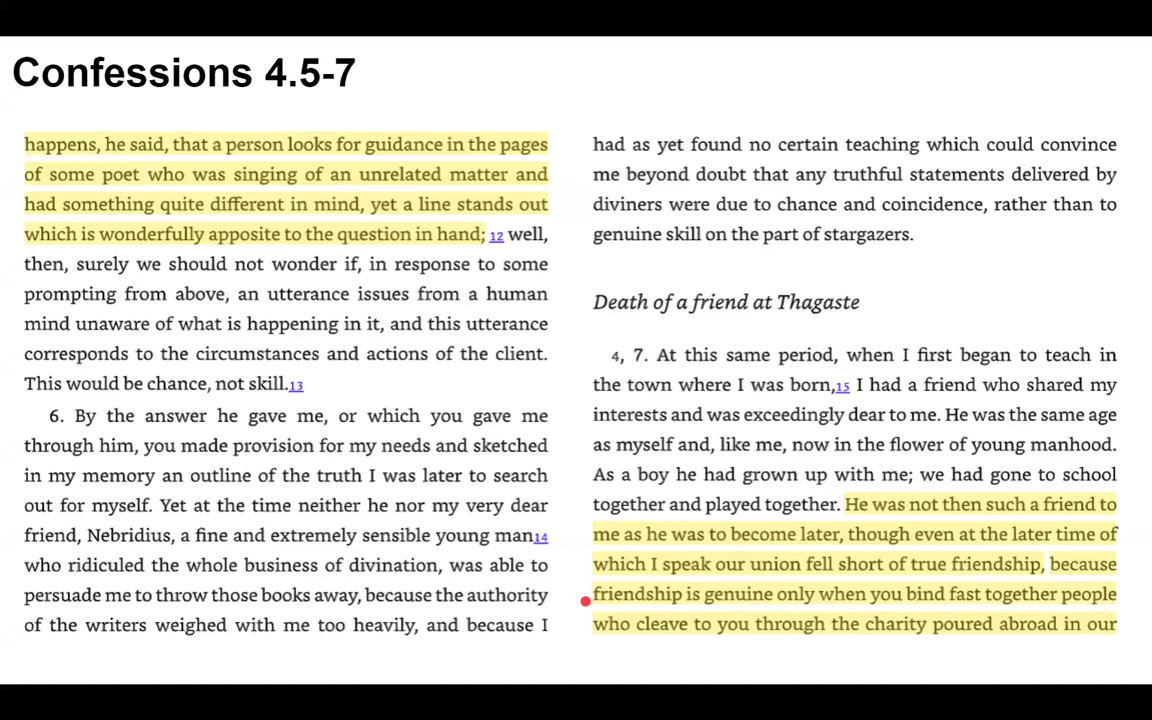 Confessions 4.5-7
happens, he said, that a person looks for guidance in the pages
of some poet who was singing of an unrelated matter and
had something quite different in mind, yet a line stands out
which is wonderfully apposite to the question in hand; 12 well,
then, surely we should not wonder if, in response to some
prompting from above, an utterance issues from a human
mind unaware of what is happening in it, and this utterance
corresponds to the circumstances and actions of the client.
This would be chance, not skill.13
6. By the answer he gave me, or which you gave me
through him, you made provision for my needs and sketched
in my memory an outline of the truth I was later to search
out for myself. Yet at the time neither he nor my very dear
friend, Nebridius, a fine and extremely sensible young man14
who ridiculed the whole business of divination, was able to
persuade me to throw those books away, because the authority
of the writers weighed with me too heavily, and because I
had as yet found no certain teaching which could convince
me beyond doubt that any truthful statements delivered by
diviners were due to chance and coincidence, rather than to
genuine skill on the part of stargazers.
Death of a friend at Thagaste
4, 7. At this same period, when I first began to teach in
the town where I was born,15 I had a friend who shared my
interests and was exceedingly dear to me. He was the same age
as myself and, like me, now in the flower of young manhood.
As a boy he had grown up with me; we had gone to school
together and played together. He was not then such a friend to
me as he was to become later, though even at the later time of
which I speak our union fell short of true friendship, because
friendship is genuine only when you bind fast together people
who cleave to you through the charity poured abroad in our